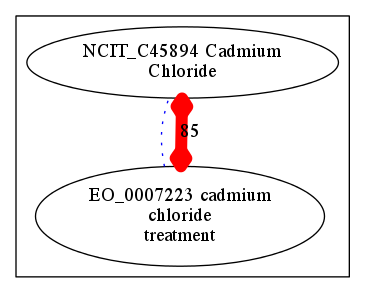 NCIT_C45894 Cadmium
Chloride
85
EO_0007223 cadmium
chloride
treatment